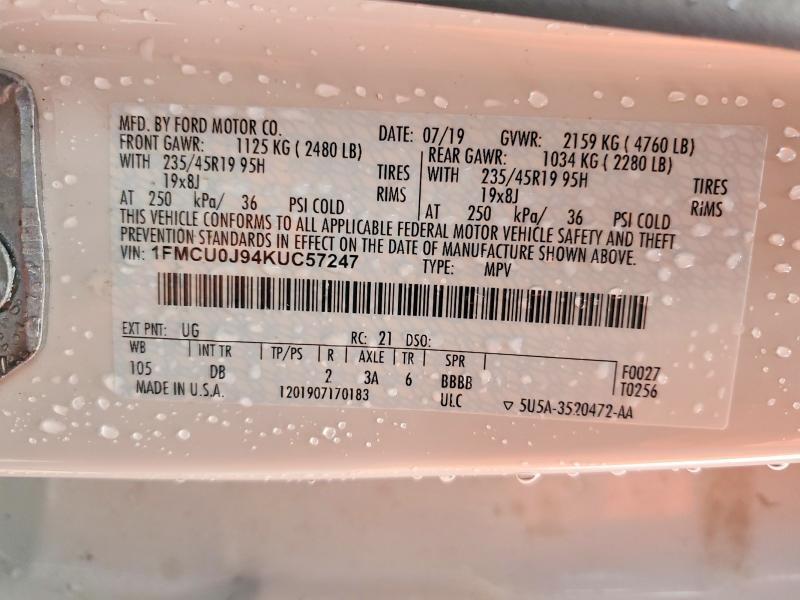 MFD. BY FORD MOTOR CO.
DATE: 07/19 GVWR: 2159 KG ( 4760 LB)
FRONT GAWR: 1125 KG ( 2480 LB) REAR GAWR: 1034 KG ( 2280 LB)
WITH 235/45R19 95H TIRES WITH 235/45R19 95H TIRES
19x8J RIMS 19x8J RIMS
AT 250 kPa/ 36 PSI COLD AT 250 kPa/ 36 PSI COLD
THIS VEHICLE CONFORMS TO ALL APPLICABLE FEDERAL MOTOR VEHICLE SAFETY AND THEFT
PREVENTION STANDARDS IN EFFECT ON THE DATE OF MANUFACTURE SHOWN ABOVE.
VIN: 1FMCU0J94KUC57247 TYPE: MPV
EXT PNT: UG RC: 21 DSO:
WB INT TR TP/PS R AXLE TR SPR
105 DB 2 3A 6 BBBB F0027
ULC T0256
MADE IN U.S.A. 1201907170183 ▽ 5U5A-3520472-AA